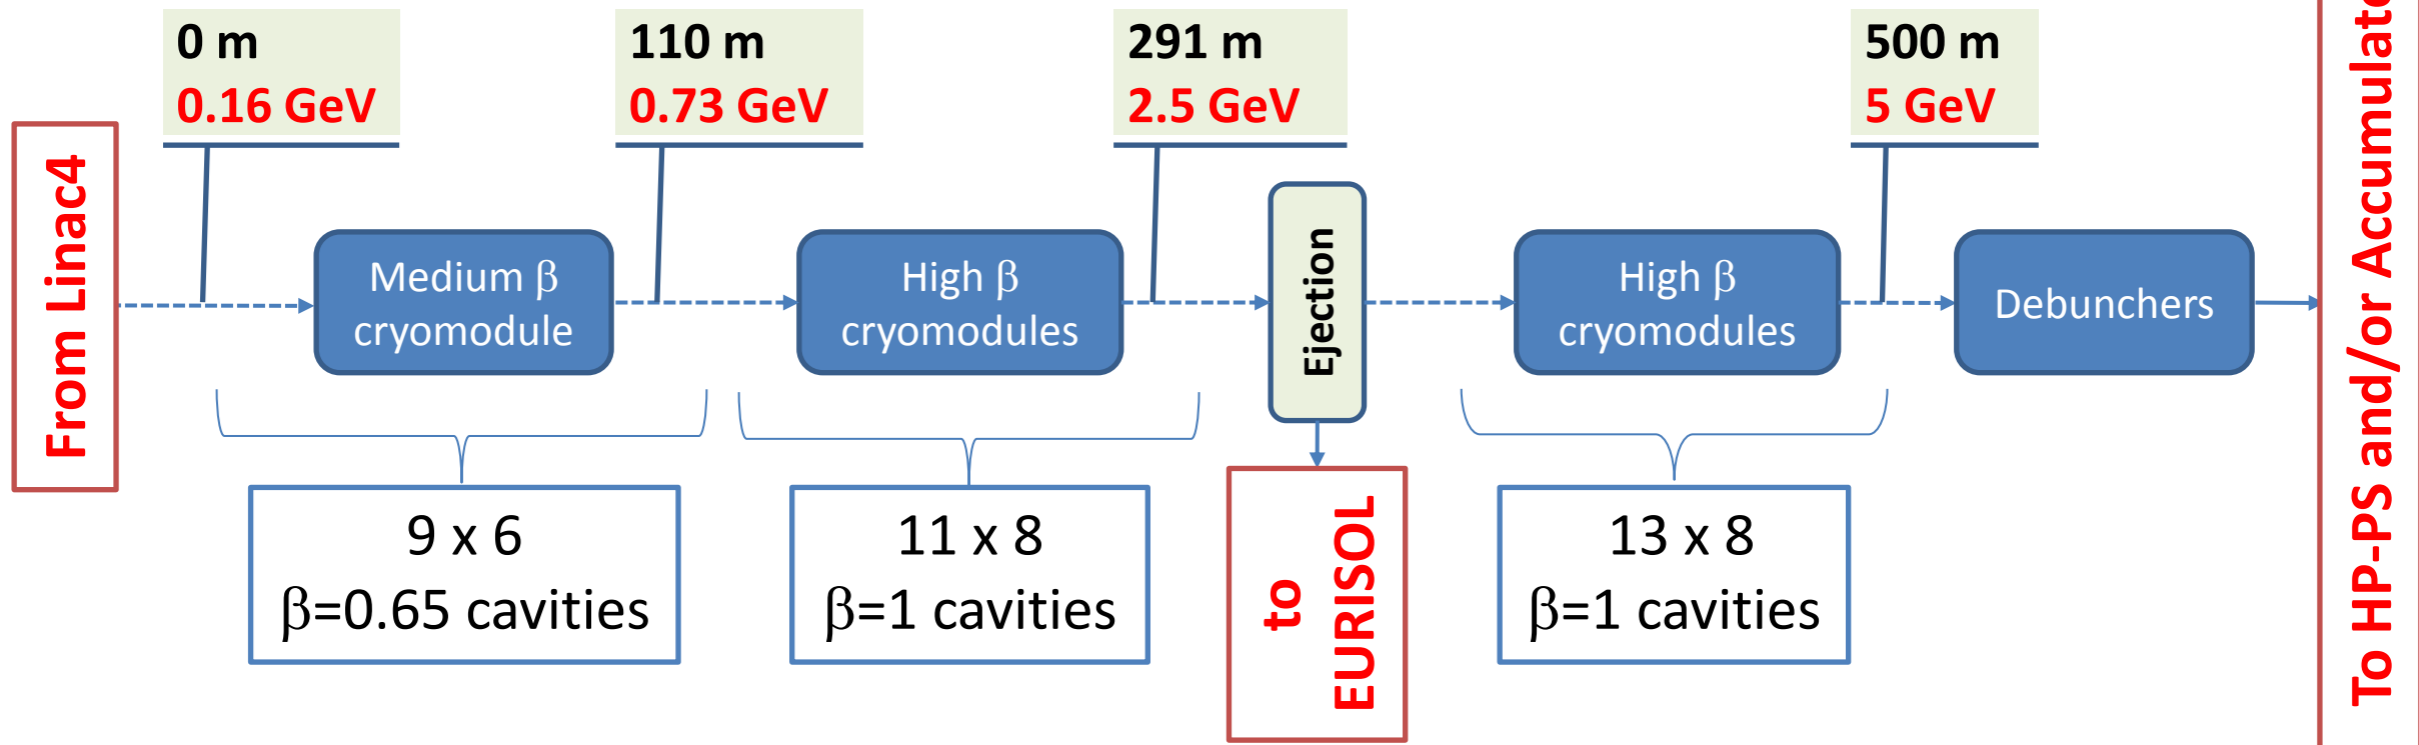 0 m
0.16 GeV
110 m
0.73 GeV
291 m
2.5 GeV
500 m
5 GeV
From Linac4
Medium β
cryomodule
High β
cryomodules
Ejection
High β
cryomodules
Debunchers
To HP-PS and/or
9 x 6
β=0.65 cavities
11 x 8
β=1 cavities
to
EURISOL
13 x 8
β=1 cavities